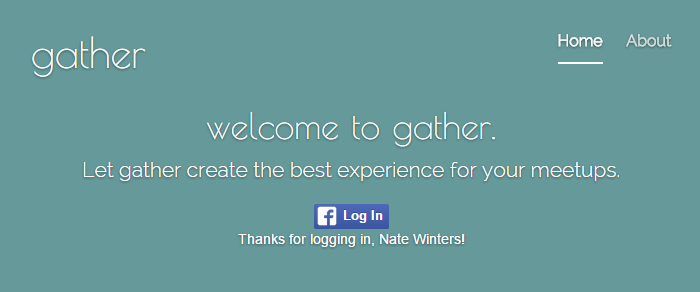 gather
Home About
welcome to gather.
Let gather create the best experience for your meetups.
f Log In
Thanks for logging in, Nate Winters!